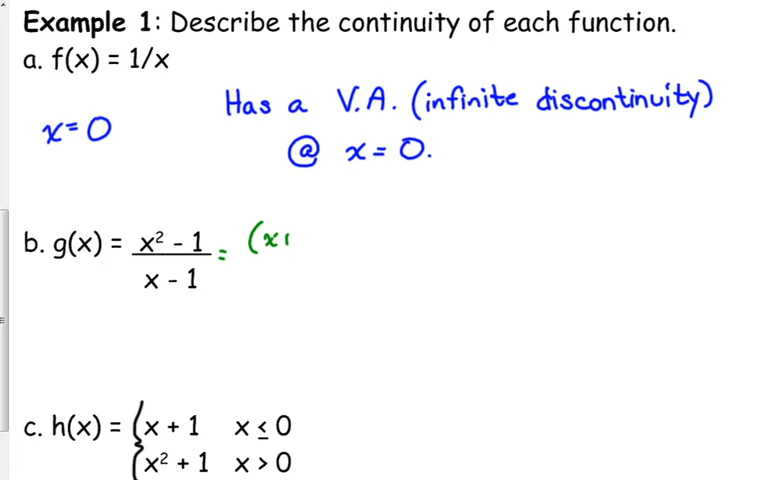 Example 1: Describe the continuity of each function.
a. f(x) = 1/x
Has a V.A. (infinite discontinuity)
x=0
@ x = 0.
b. g(x) = x² - 1 = (x
x - 1
c. h(x) = { x + 1 x ≤ 0
x² + 1 x > 0